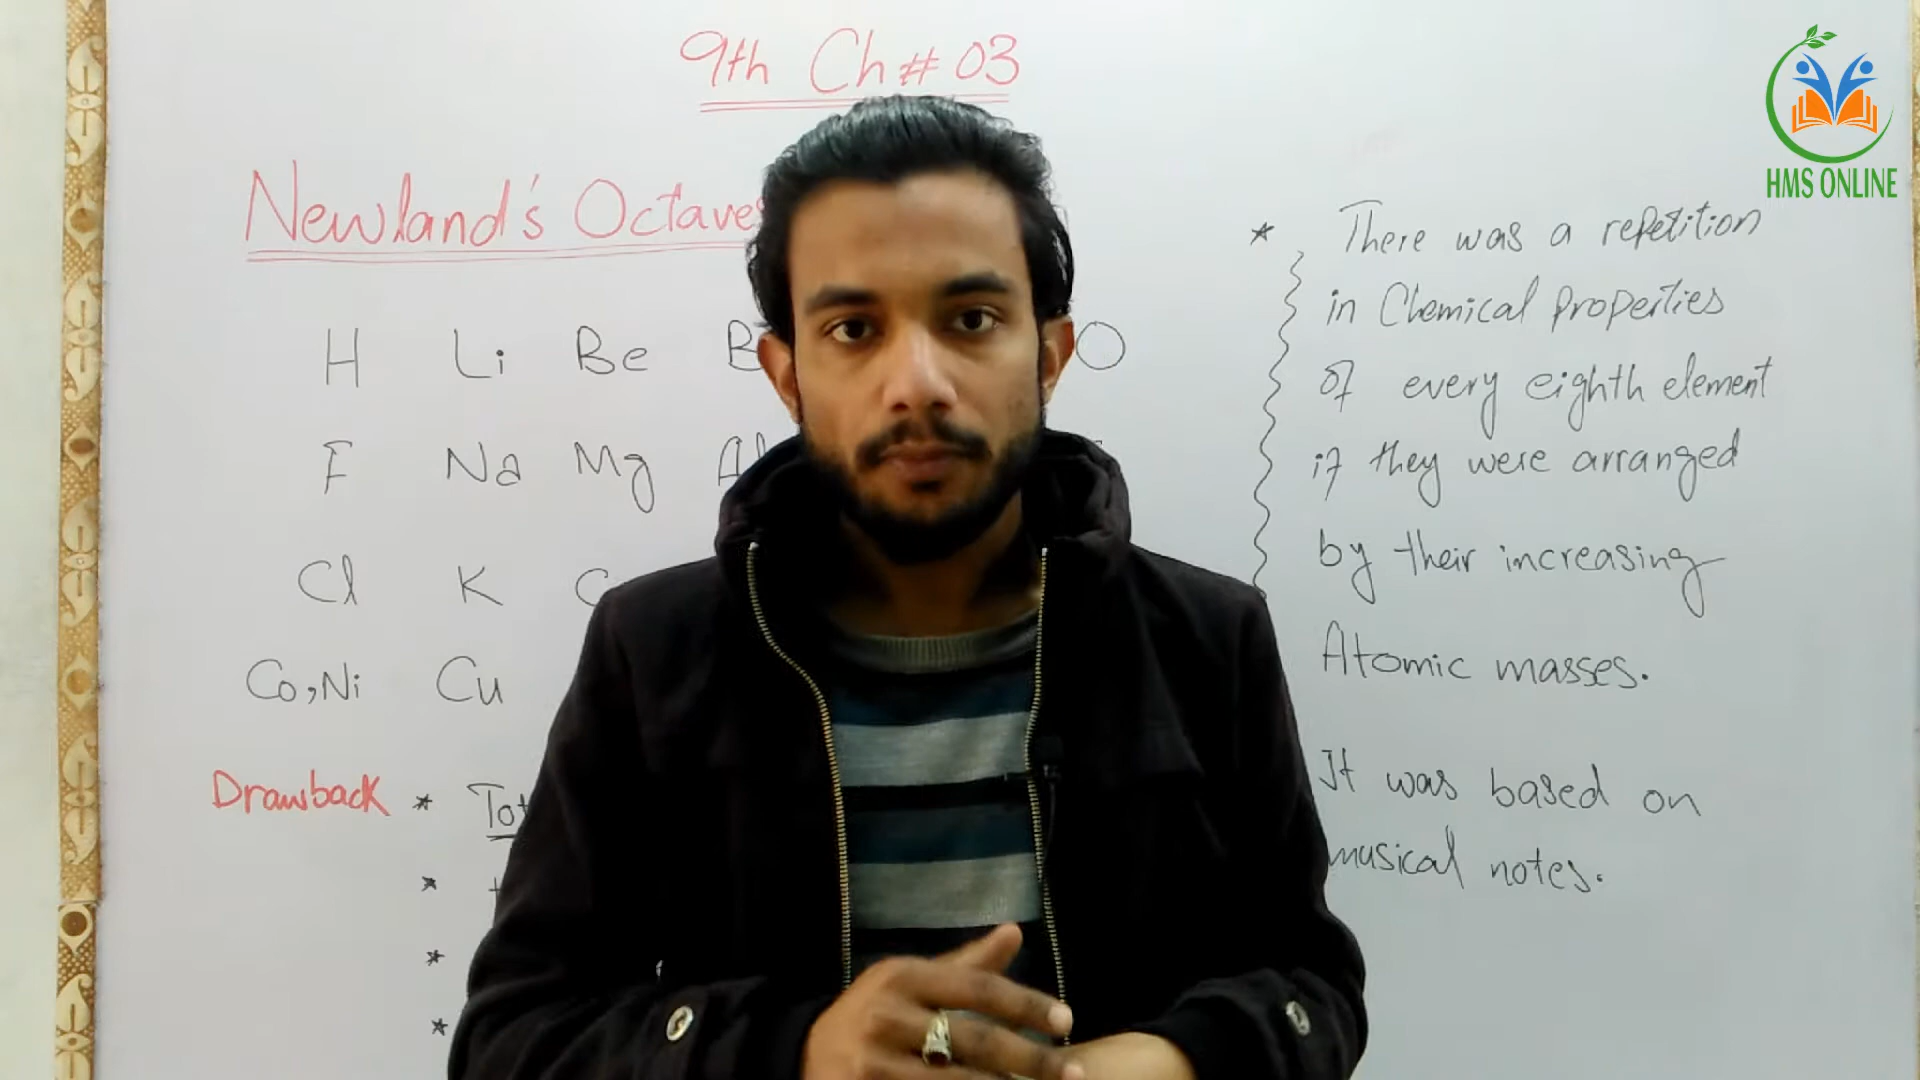 9th Ch # 03
HMS ONLINE
Newland's Octaves
H Li Be B O
F Na Mg Al
Cl K
Co, Ni Cu
Drawback *
*
*
*
* There was a repetition
in Chemical properties
of every eighth element
if they were arranged
by their increasing
Atomic masses.
It was based on
musical notes.